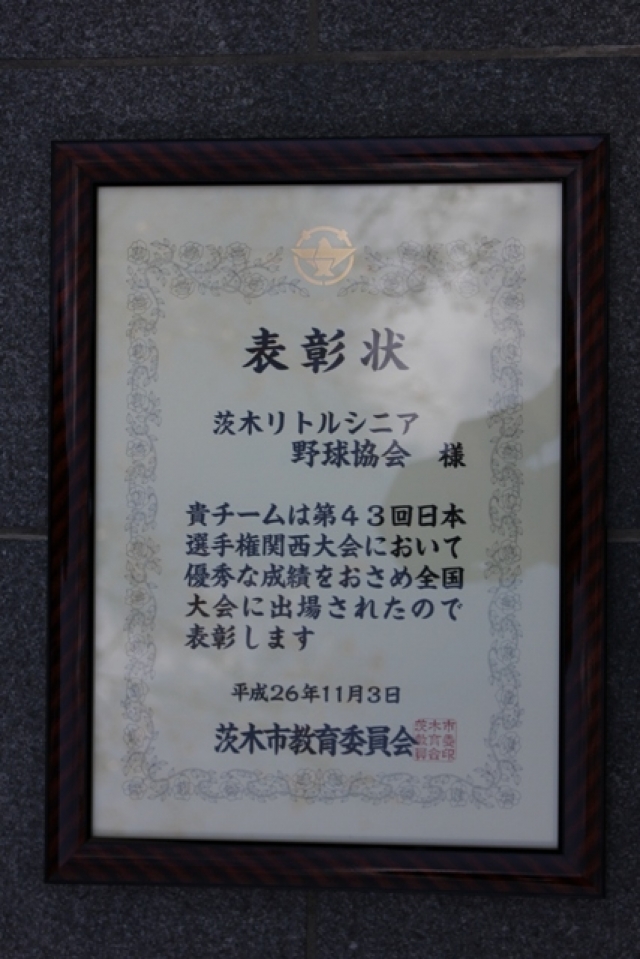 表彰状
茨木リトルシニア
野球協会 様
貴チームは第43回日本
選手権関西大会において
優秀な成績をおさめ全国
大会に出場されたので
表彰します
平成26年11月3日
茨木市教育委員会